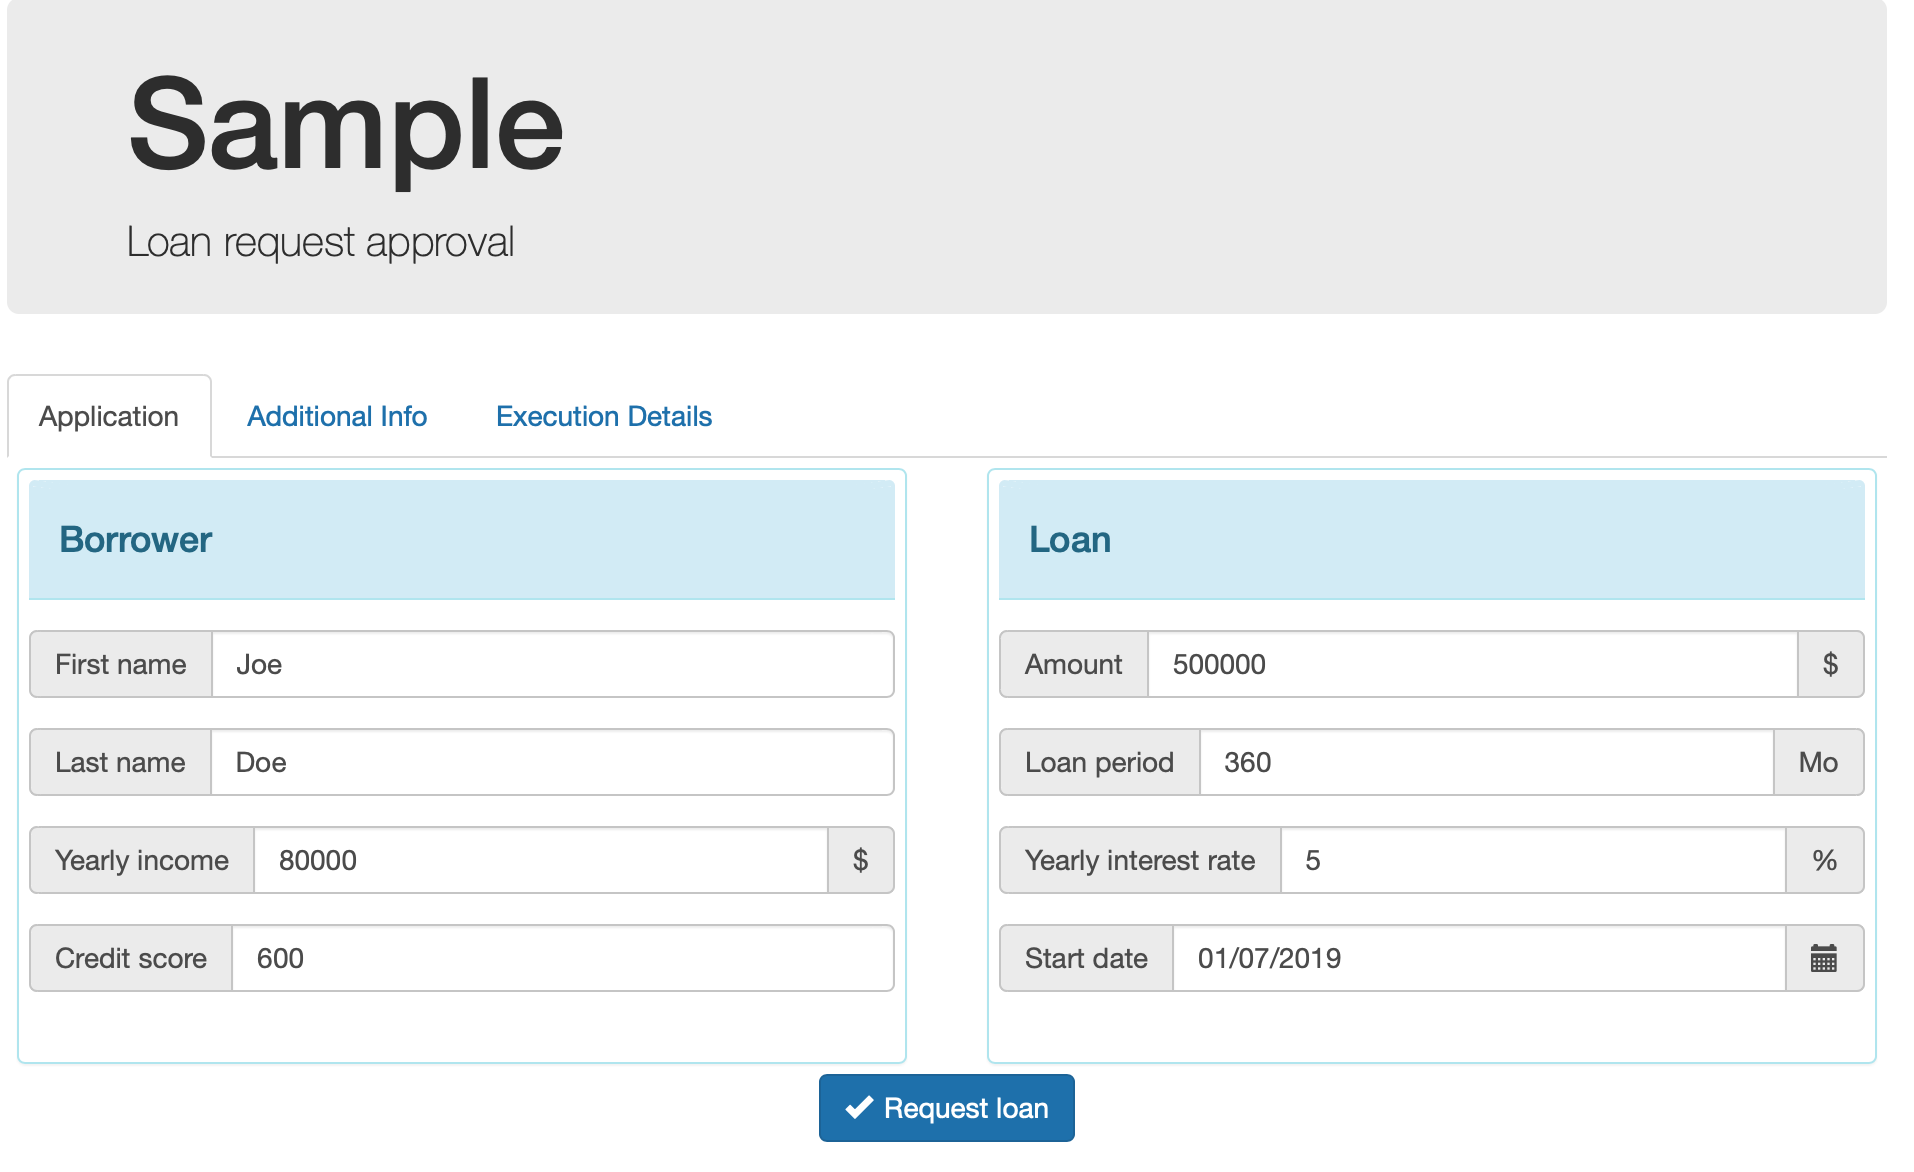 Sample
Loan request approval
Application Additional Info Execution Details
Borrower
First name Joe
Last name Doe
Yearly income 80000 $
Credit score 600
Loan
Amount 500000 $
Loan period 360 Mo
Yearly interest rate 5 %
Start date 01/07/2019
Request loan